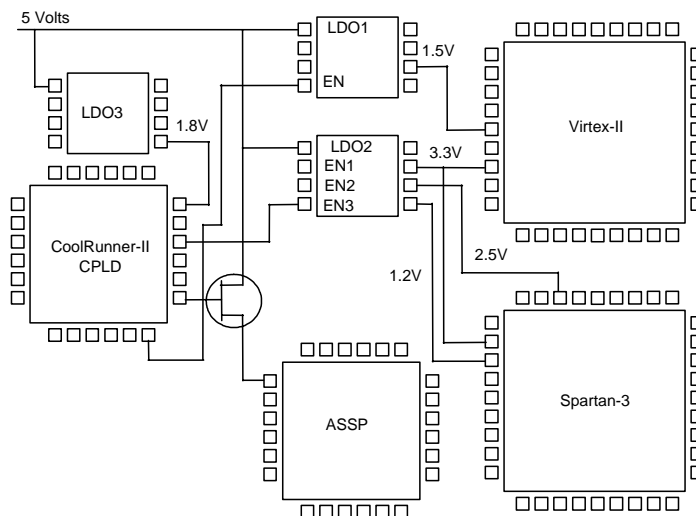 5 Volts
LDO1
EN
1.5V
Virtex-II
LDO3
1.8V
LDO2
EN1
EN2
EN3
3.3V
CoolRunner-II
CPLD
2.5V
1.2V
ASSP
Spartan-3